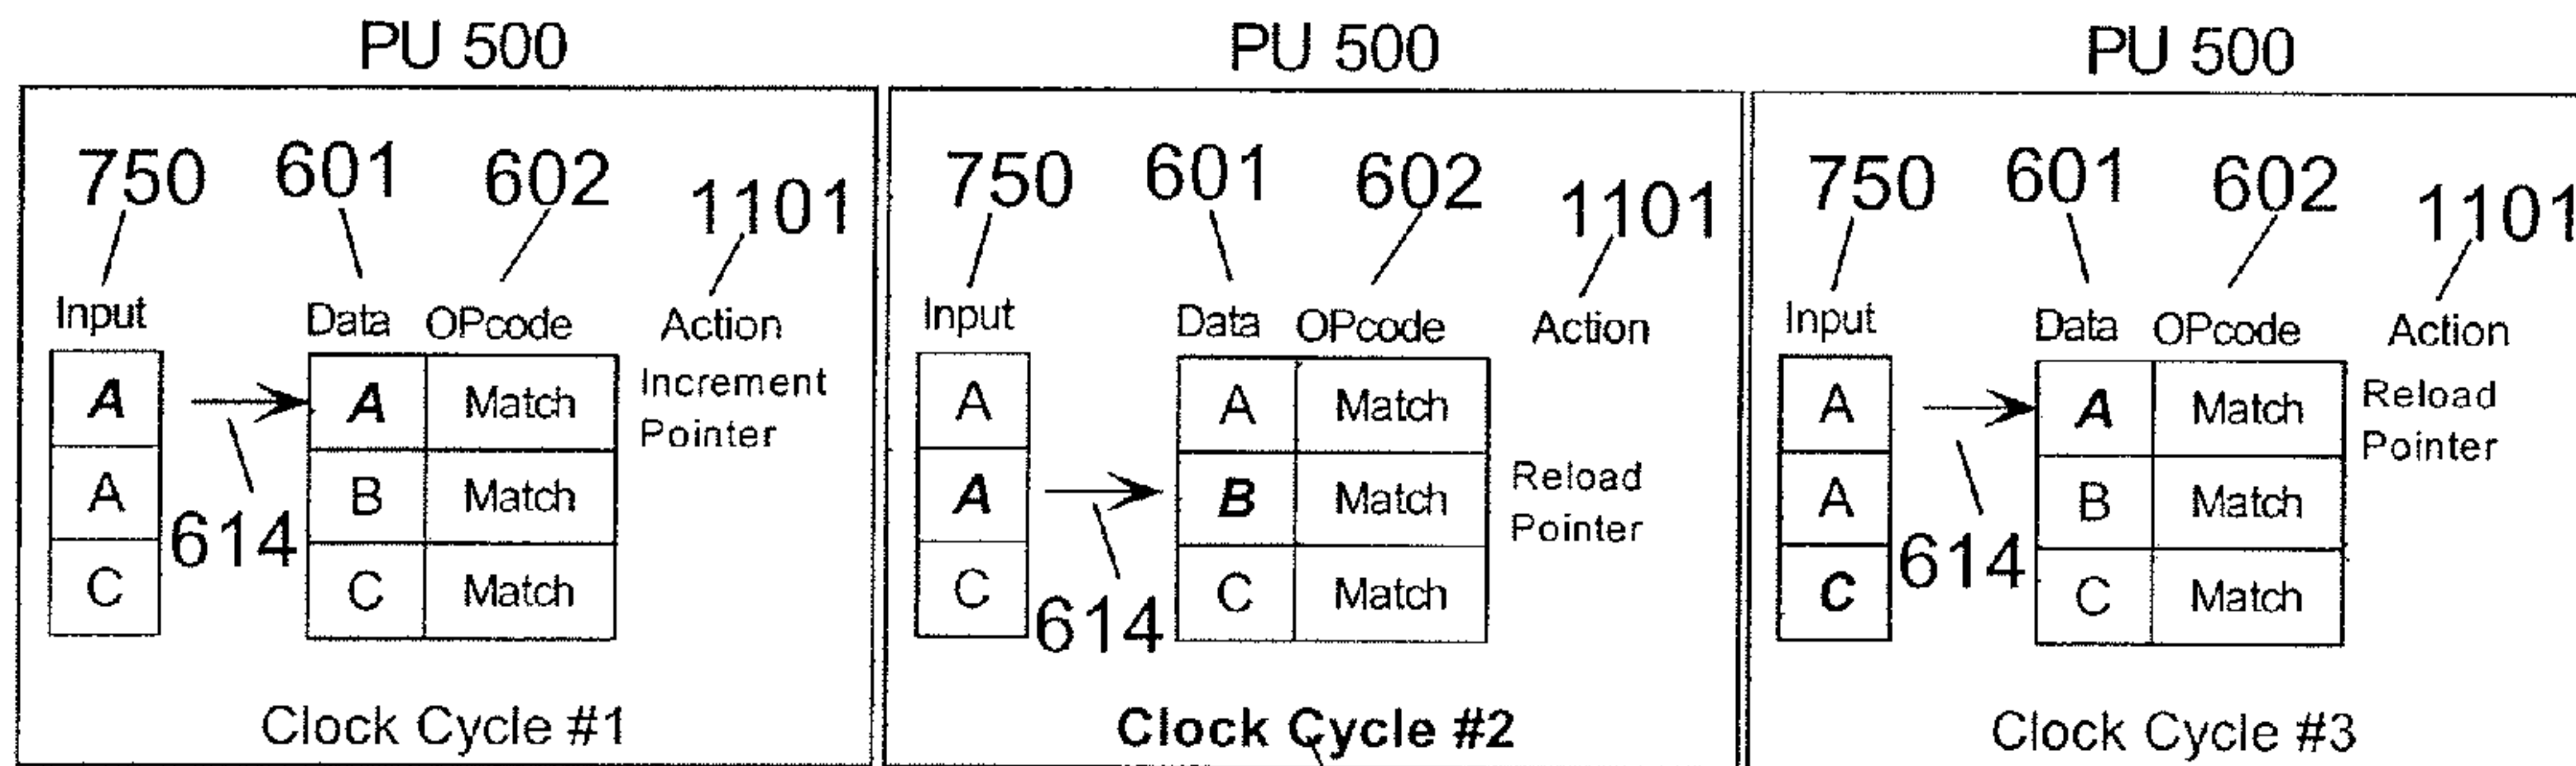 PU 500
750 601 602 1101
Input Data OPcode Action
A A Match Increment
Pointer
A B Match
614
C C Match
Clock Cycle #1
PU 500
750 601 602 1101
Input Data OPcode Action
A A Match
A B Match Reload
Pointer
C C Match
614
Clock Cycle #2
PU 500
750 601 602 1101
Input Data OPcode Action
A A Match Reload
Pointer
A B Match
614
C C Match
Clock Cycle #3